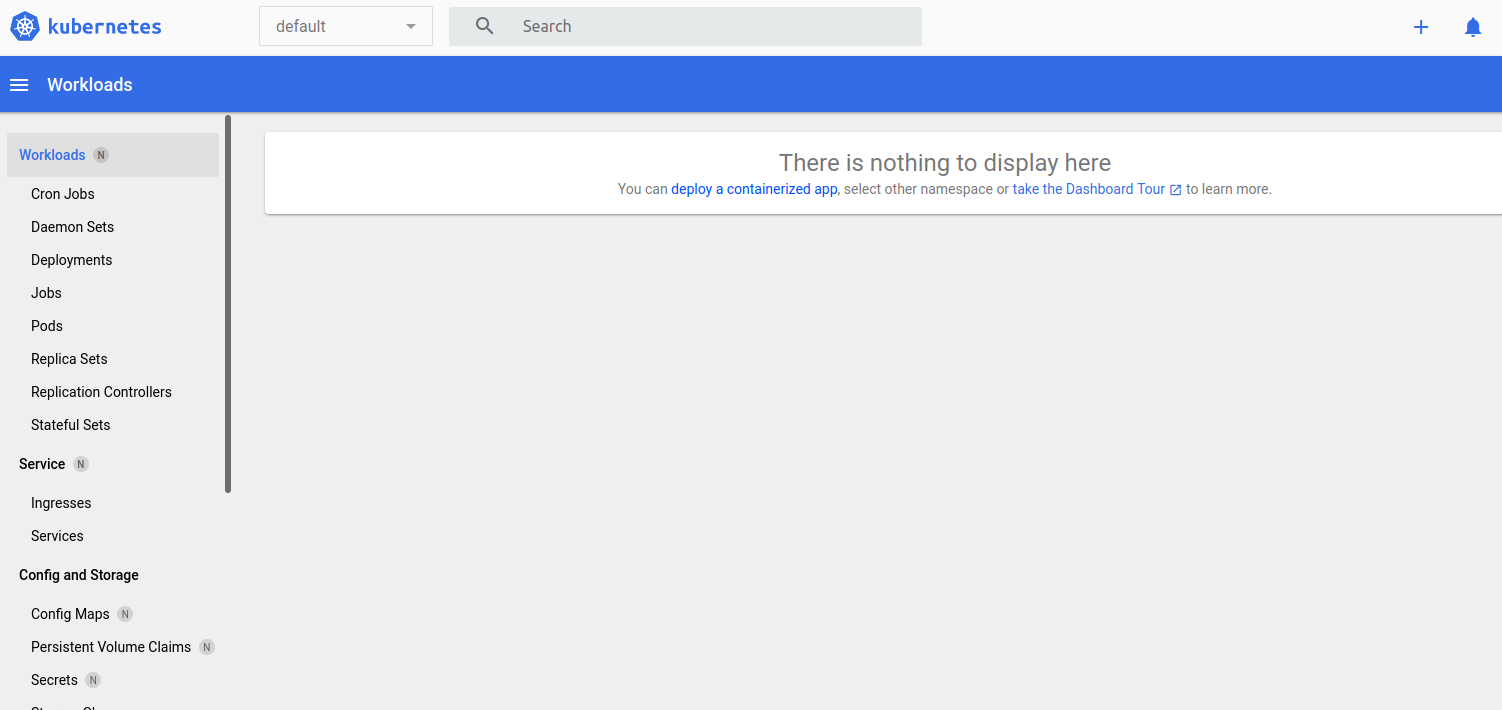 kubernetes
default
Search
Workloads
Workloads N
Cron Jobs
Daemon Sets
Deployments
Jobs
Pods
Replica Sets
Replication Controllers
Stateful Sets
Service N
Ingresses
Services
Config and Storage
Config Maps N
Persistent Volume Claims N
Secrets N
There is nothing to display here
You can deploy a containerized app, select other namespace or take the Dashboard Tour to learn more.